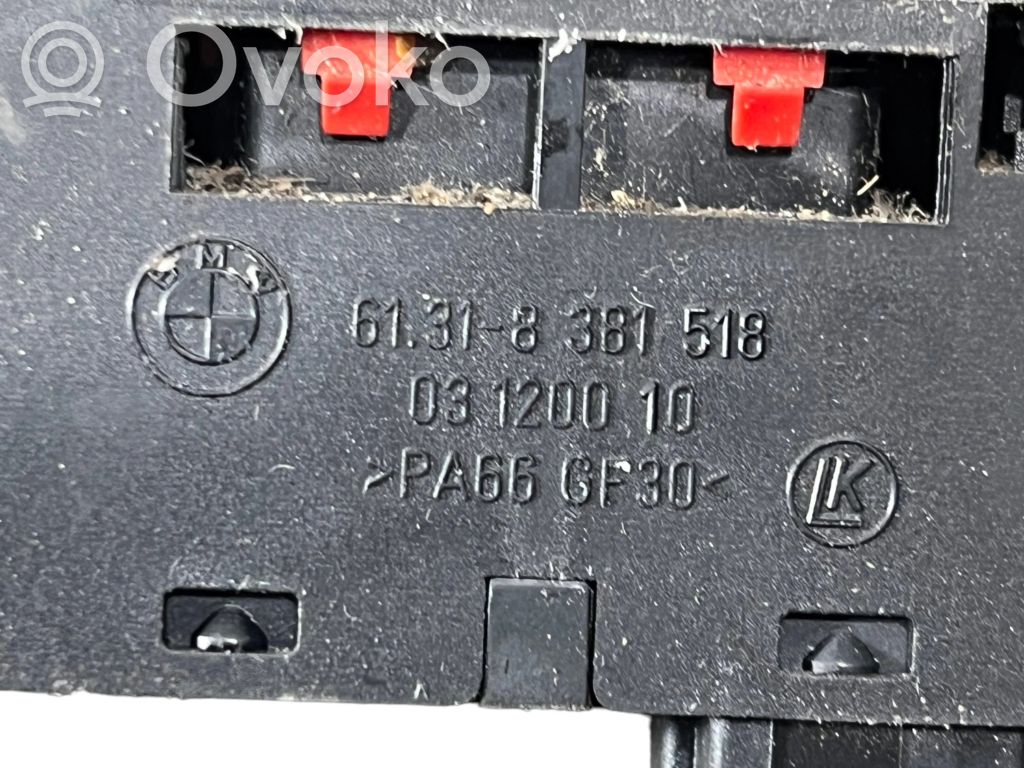 Ovoko
BMW
61.31-8 381 518
03 1200 10
>PA66 GF30<
LK